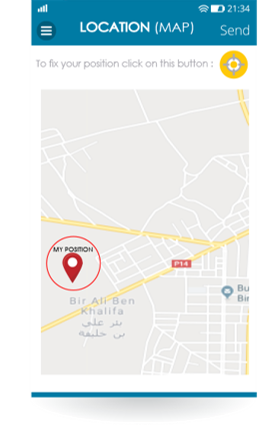 21:34
LOCATION (MAP)
Send
To fix your position click on this button :
MY POSITION
P14
Bu
Bir
Bir Ali Ben
Khalifa
بئر علي
بن خليفة